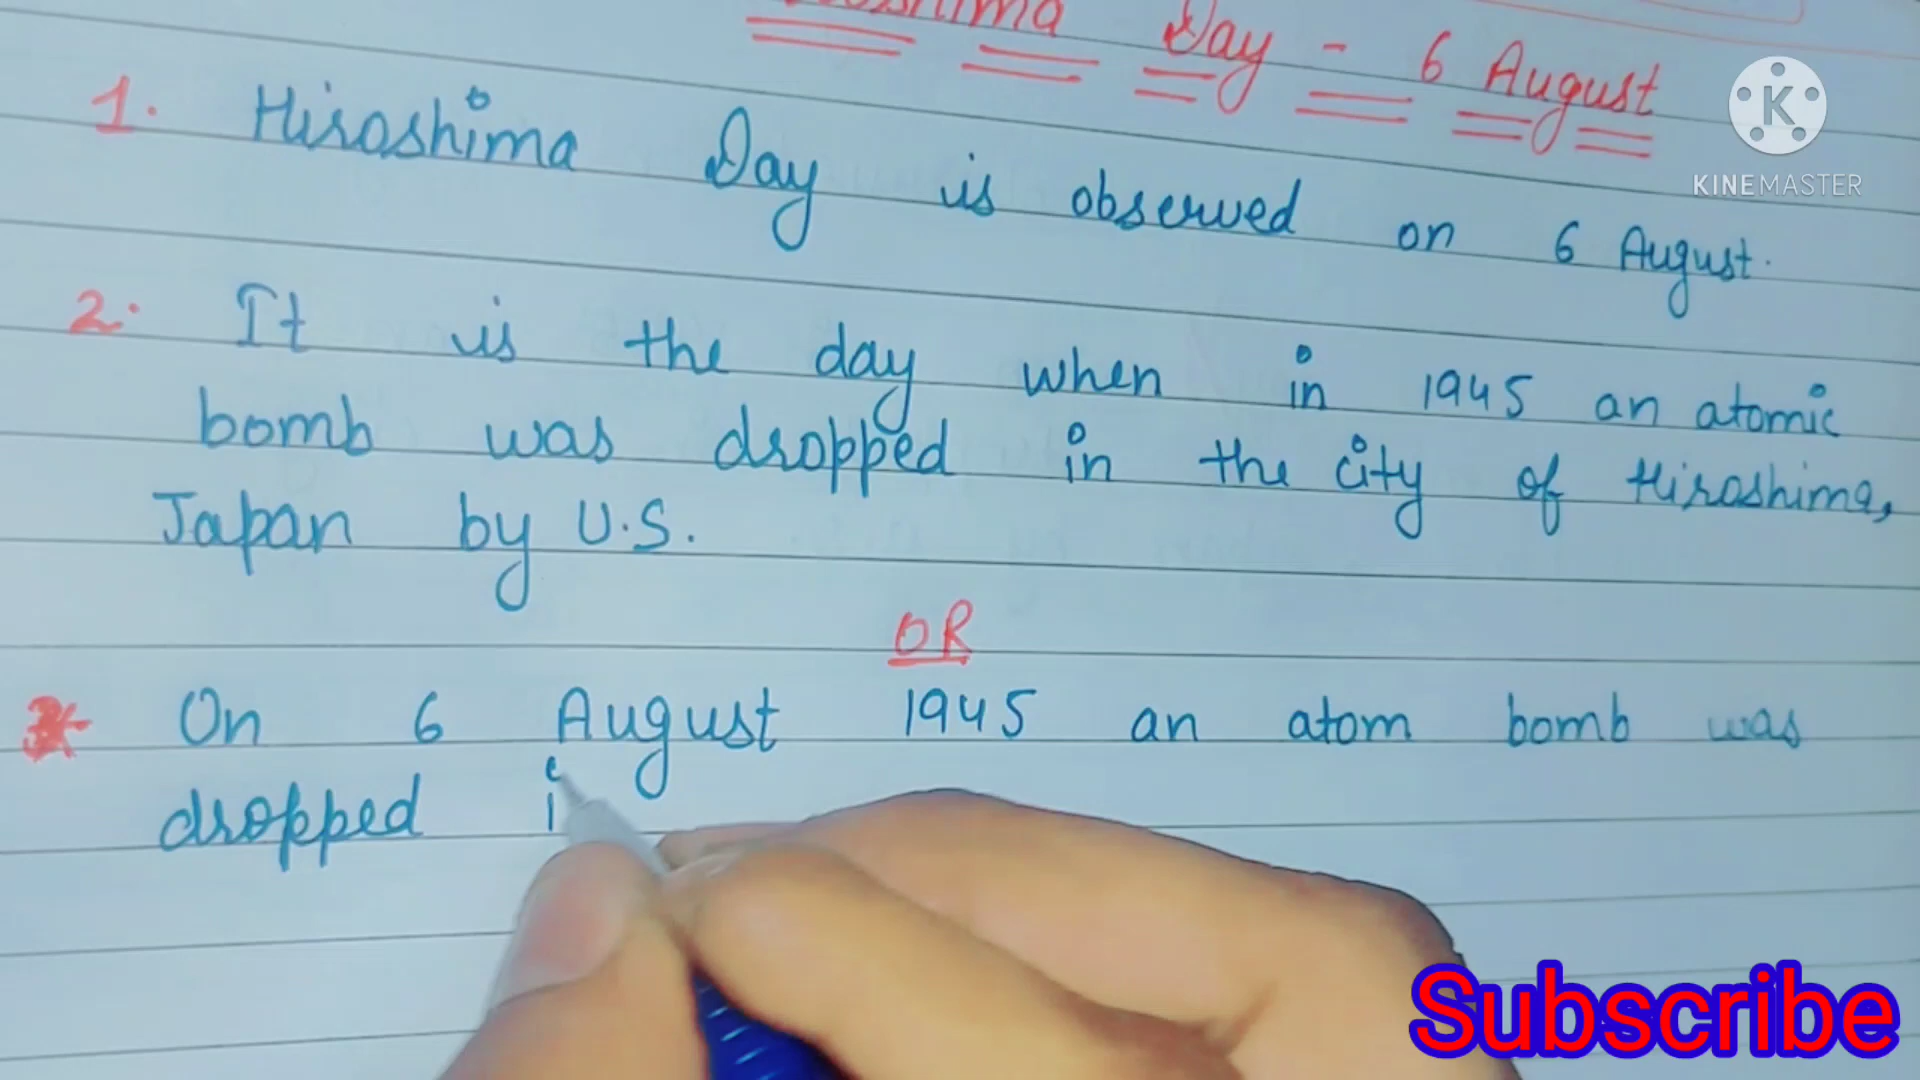 Day - 6 August
KINEMASTER
1. Hiroshima Day is observed on 6 August.
2. It is the day when in 1945 an atomic
bomb was dropped in the city of Hiroshima,
Japan by U.S.
OR
* On 6 August 1945 an atom bomb was
dropped i
Subscribe